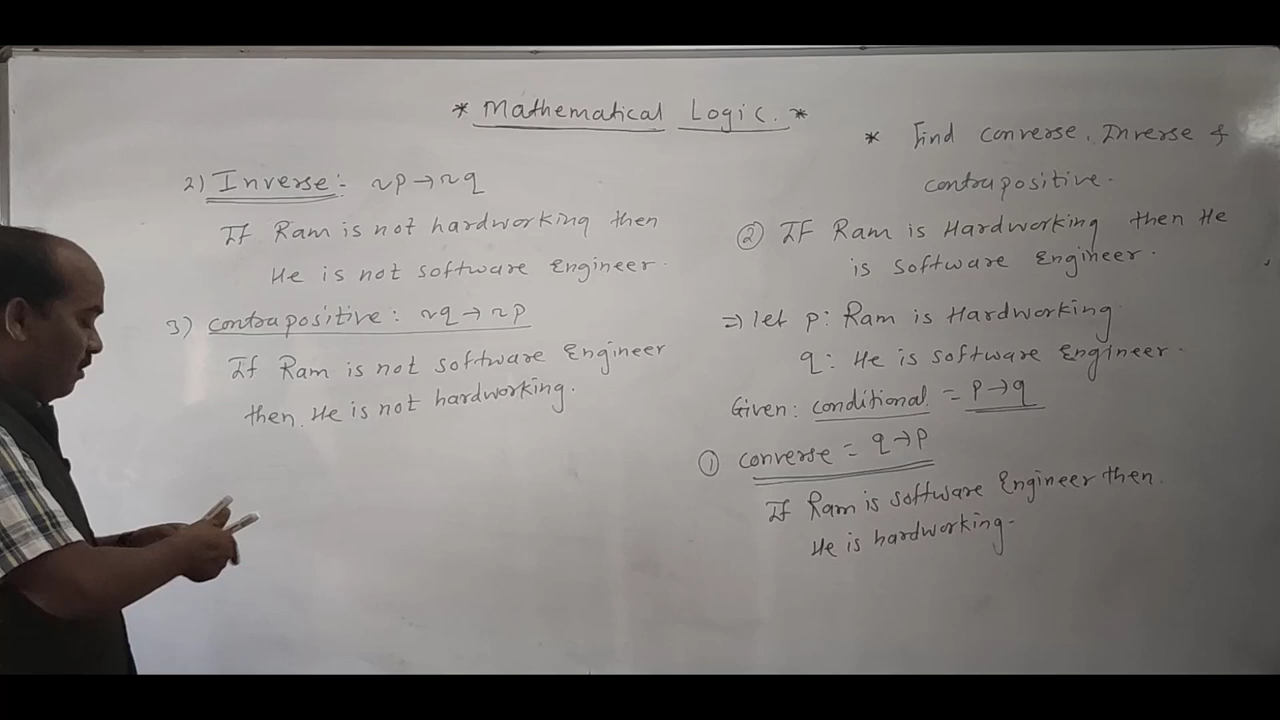 * Mathematical Logic. *
* Find converse, Inverse &
contrapositive.
② If Ram is Hardworking then He
is software Engineer.
=> let p: Ram is Hardworking.
q: He is software Engineer.
Given: conditional = p→q
① converse = q→p
If Ram is software Engineer then.
He is hardworking.
2) Inverse:- ~p→~q
If Ram is not hardworking then
He is not software Engineer.
3) contrapositive: ~q→~p
If Ram is not software Engineer
then. He is not hardworking.